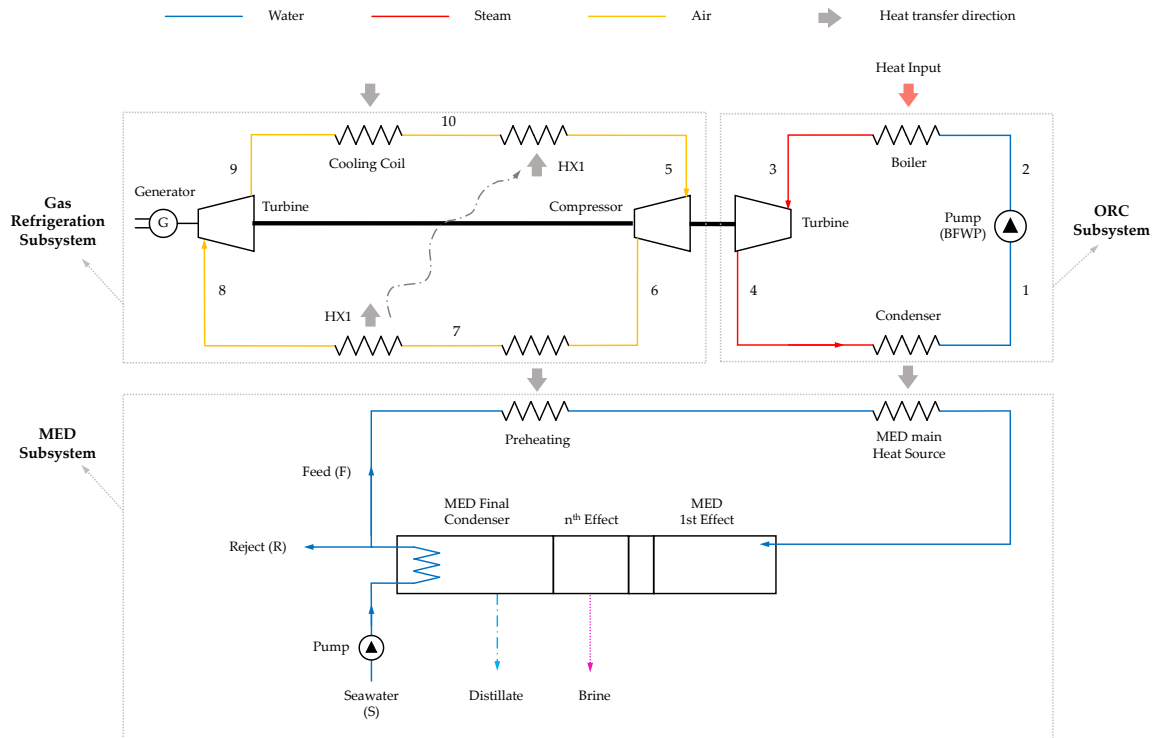 Water
Steam
Air
Heat transfer direction
Heat Input
10
Cooling Coil
HX1
Boiler
9
5
3
2
Generator
G
Turbine
Compressor
Turbine
Pump
(BFWP)
Gas
Refrigeration
Subsystem
ORC
Subsystem
8
6
4
1
HX1
7
Condenser
MED
Subsystem
Preheating
MED main
Heat Source
Feed (F)
MED Final
Condenser
nth Effect
MED
1st Effect
Reject (R)
Pump
Seawater
(S)
Distillate
Brine